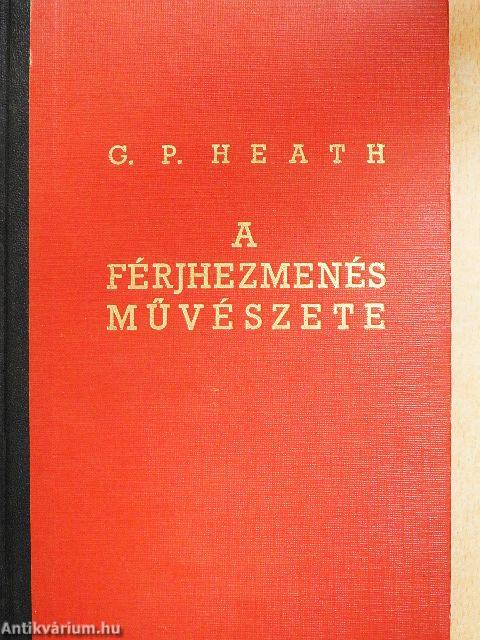 G. P. HEATH
A
FÉRJHEZMENÉS
MŰVÉSZETE
Antikvárium.hu